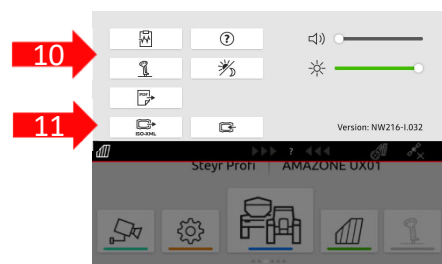 10
?
PDF
11
ISO-XML
Version: NW216-I.032
?
Steyr Profi AMAZONE UX01